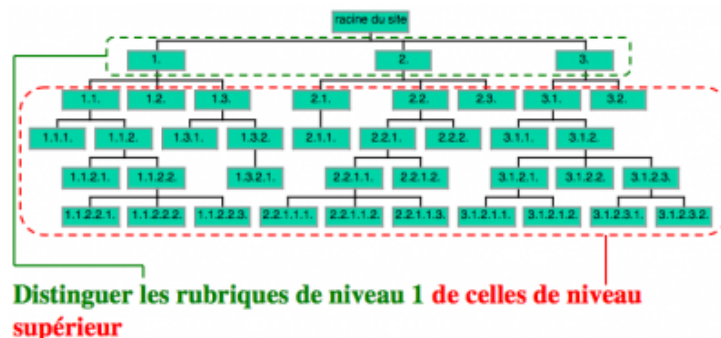 racine du site
1. 2. 3.
1.1. 1.2. 1.3. 2.1. 2.2. 2.3. 3.1. 3.2.
1.1.1. 1.1.2. 1.3.1. 1.3.2. 2.1.1. 2.2.1. 2.2.2. 3.1.1. 3.1.2.
1.1.2.1. 1.1.2.2. 1.3.2.1. 2.2.1.1. 2.2.1.2. 3.1.2.1. 3.1.2.2. 3.1.2.3.
1.1.2.2.1. 1.1.2.2.2. 1.1.2.2.3. 2.2.1.1.1. 2.2.1.1.2. 2.2.1.1.3. 3.1.2.1.1. 3.1.2.1.2. 3.1.2.3.1. 3.1.2.3.2.
Distinguer les rubriques de niveau 1 de celles de niveau
supérieur